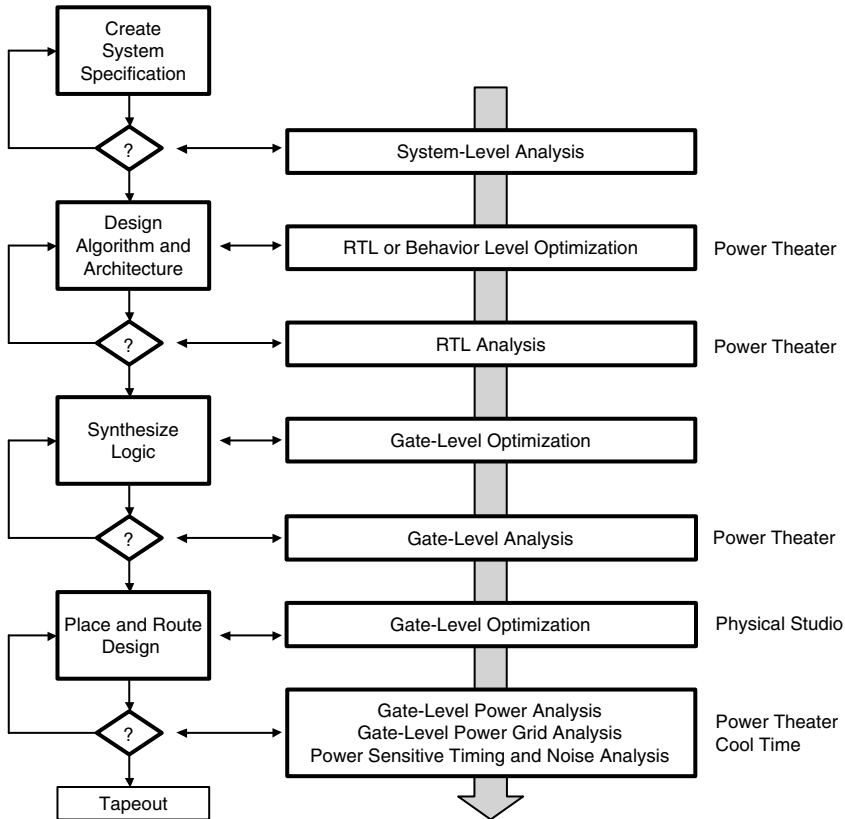 Create
System
Specification
?
System-Level Analysis
Design
Algorithm and
Architecture
RTL or Behavior Level Optimization
Power Theater
?
RTL Analysis
Power Theater
Synthesize
Logic
Gate-Level Optimization
?
Gate-Level Analysis
Power Theater
Place and Route
Design
Gate-Level Optimization
Physical Studio
?
Gate-Level Power Analysis
Gate-Level Power Grid Analysis
Power Sensitive Timing and Noise Analysis
Power Theater
Cool Time
Tapeout